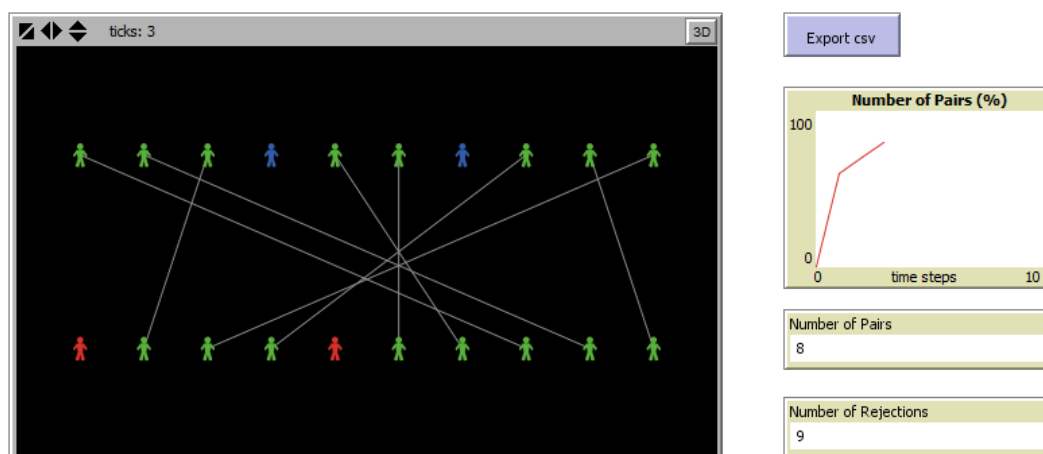 ticks: 3
3D
Export csv
Number of Pairs (%)
100
0
0 time steps 10
Number of Pairs
8
Number of Rejections
9